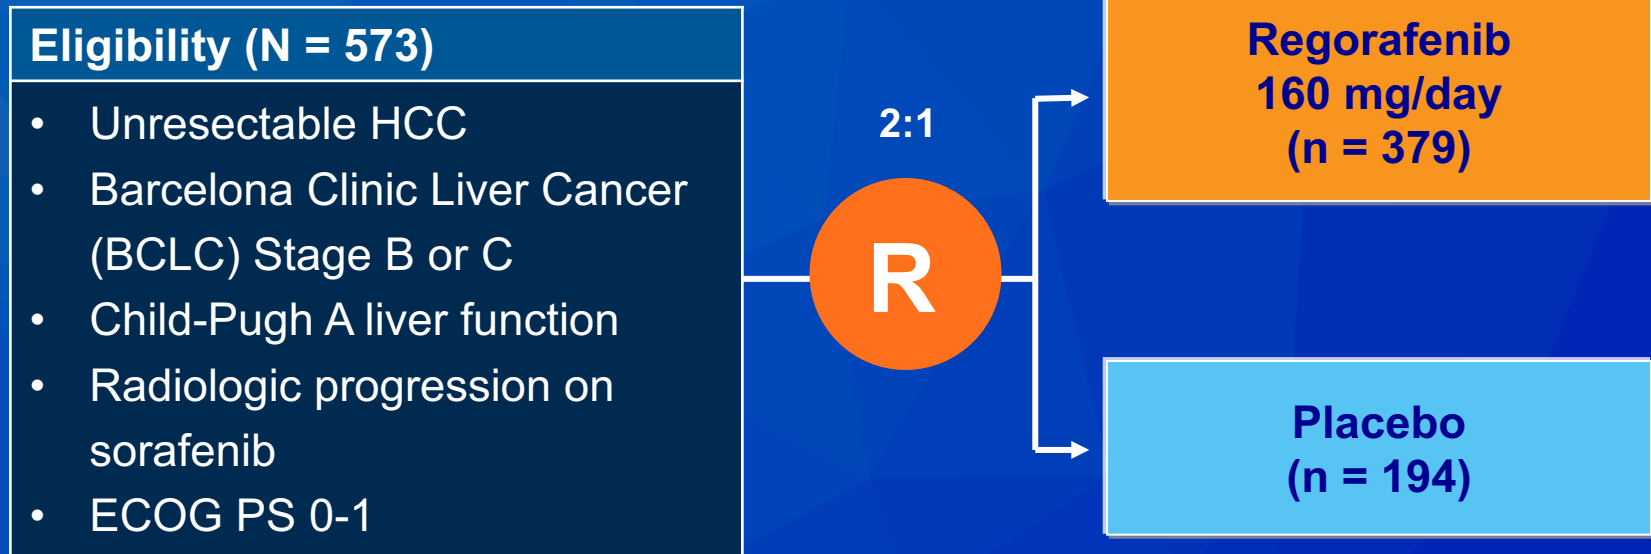 Eligibility (N = 573)
• Unresectable HCC
• Barcelona Clinic Liver Cancer
(BCLC) Stage B or C
• Child-Pugh A liver function
• Radiologic progression on
sorafenib
• ECOG PS 0-1
2:1
R
Regorafenib
160 mg/day
(n = 379)
Placebo
(n = 194)